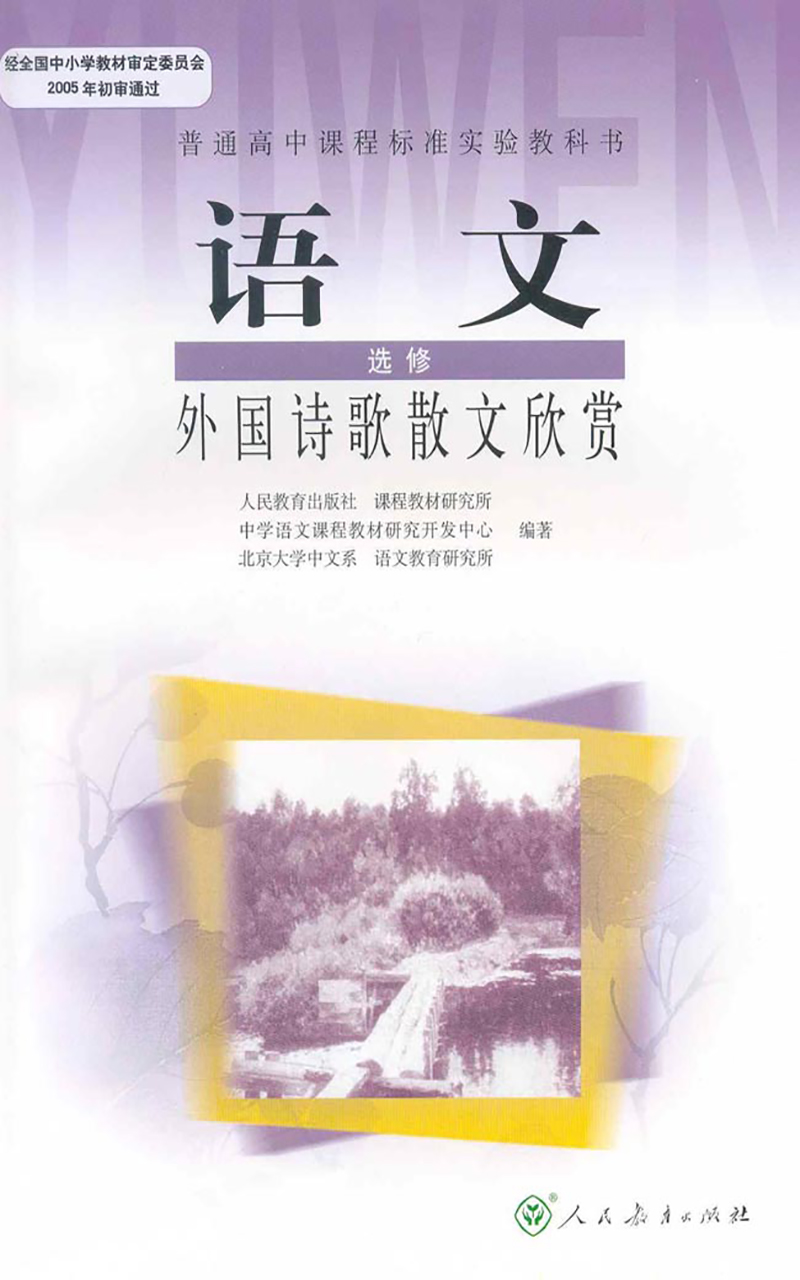 YUWEN
经全国中小学教材审定委员会
2005年初审通过
普通高中课程标准实验教科书
语文
选修
外国诗歌散文欣赏
人民教育出版社 课程教材研究所
中学语文课程教材研究开发中心 编著
北京大学中文系 语文教育研究所
®人民教育出版社